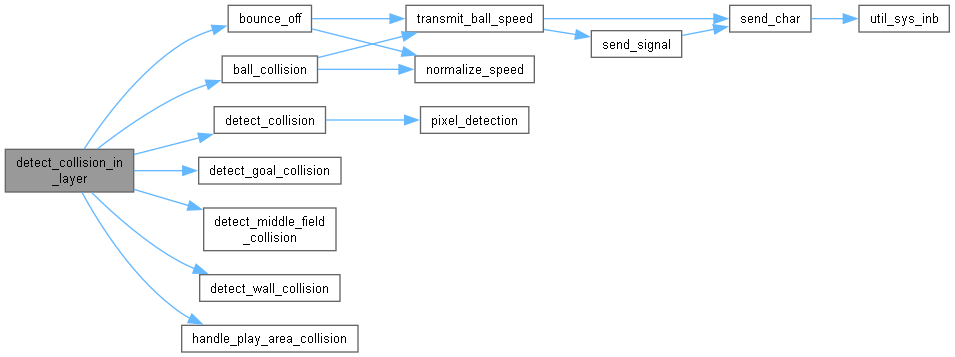 bounce_off
transmit_ball_speed
send_char
util_sys_inb
send_signal
ball_collision
normalize_speed
detect_collision
pixel_detection
detect_collision_in
_layer
detect_goal_collision
detect_middle_field
_collision
detect_wall_collision
handle_play_area_collision